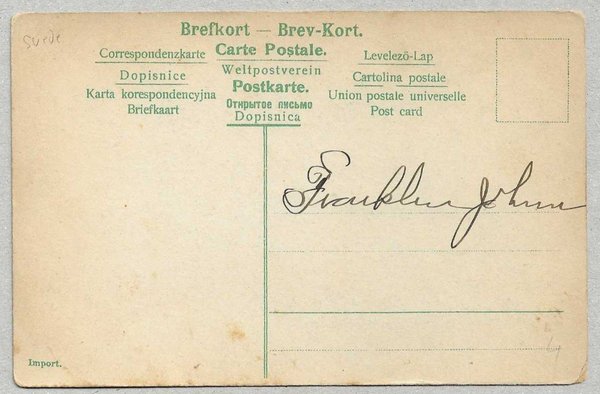 suede
Brefkort — Brev-Kort.
Correspondenzkarte Carte Postale. Levelező-Lap
Dopisnice Weltpostverein Cartolina postale
Karta korespondencyjna Postkarte. Union postale universelle
Briefkaart Открытое письмо Post card
Dopisnica
Franklin John
Import.